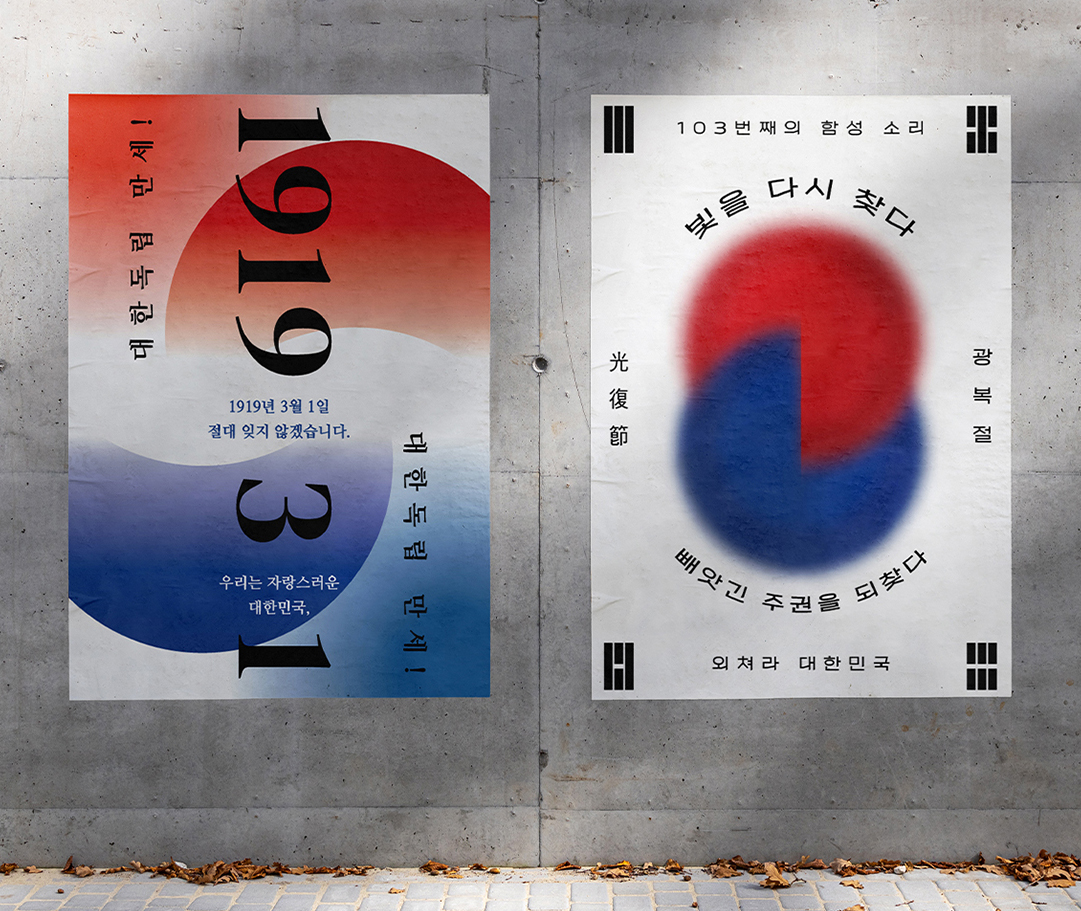 대한독립 만세!
1919 3 1
1919년 3월 1일
절대 잊지 않겠습니다.
우리는 자랑스러운
대한민국,
대한독립 만세!
103번째의 함성 소리
빛을 다시 찾다
光復節
광복절
빼앗긴 주권을 되찾다
외쳐라 대한민국